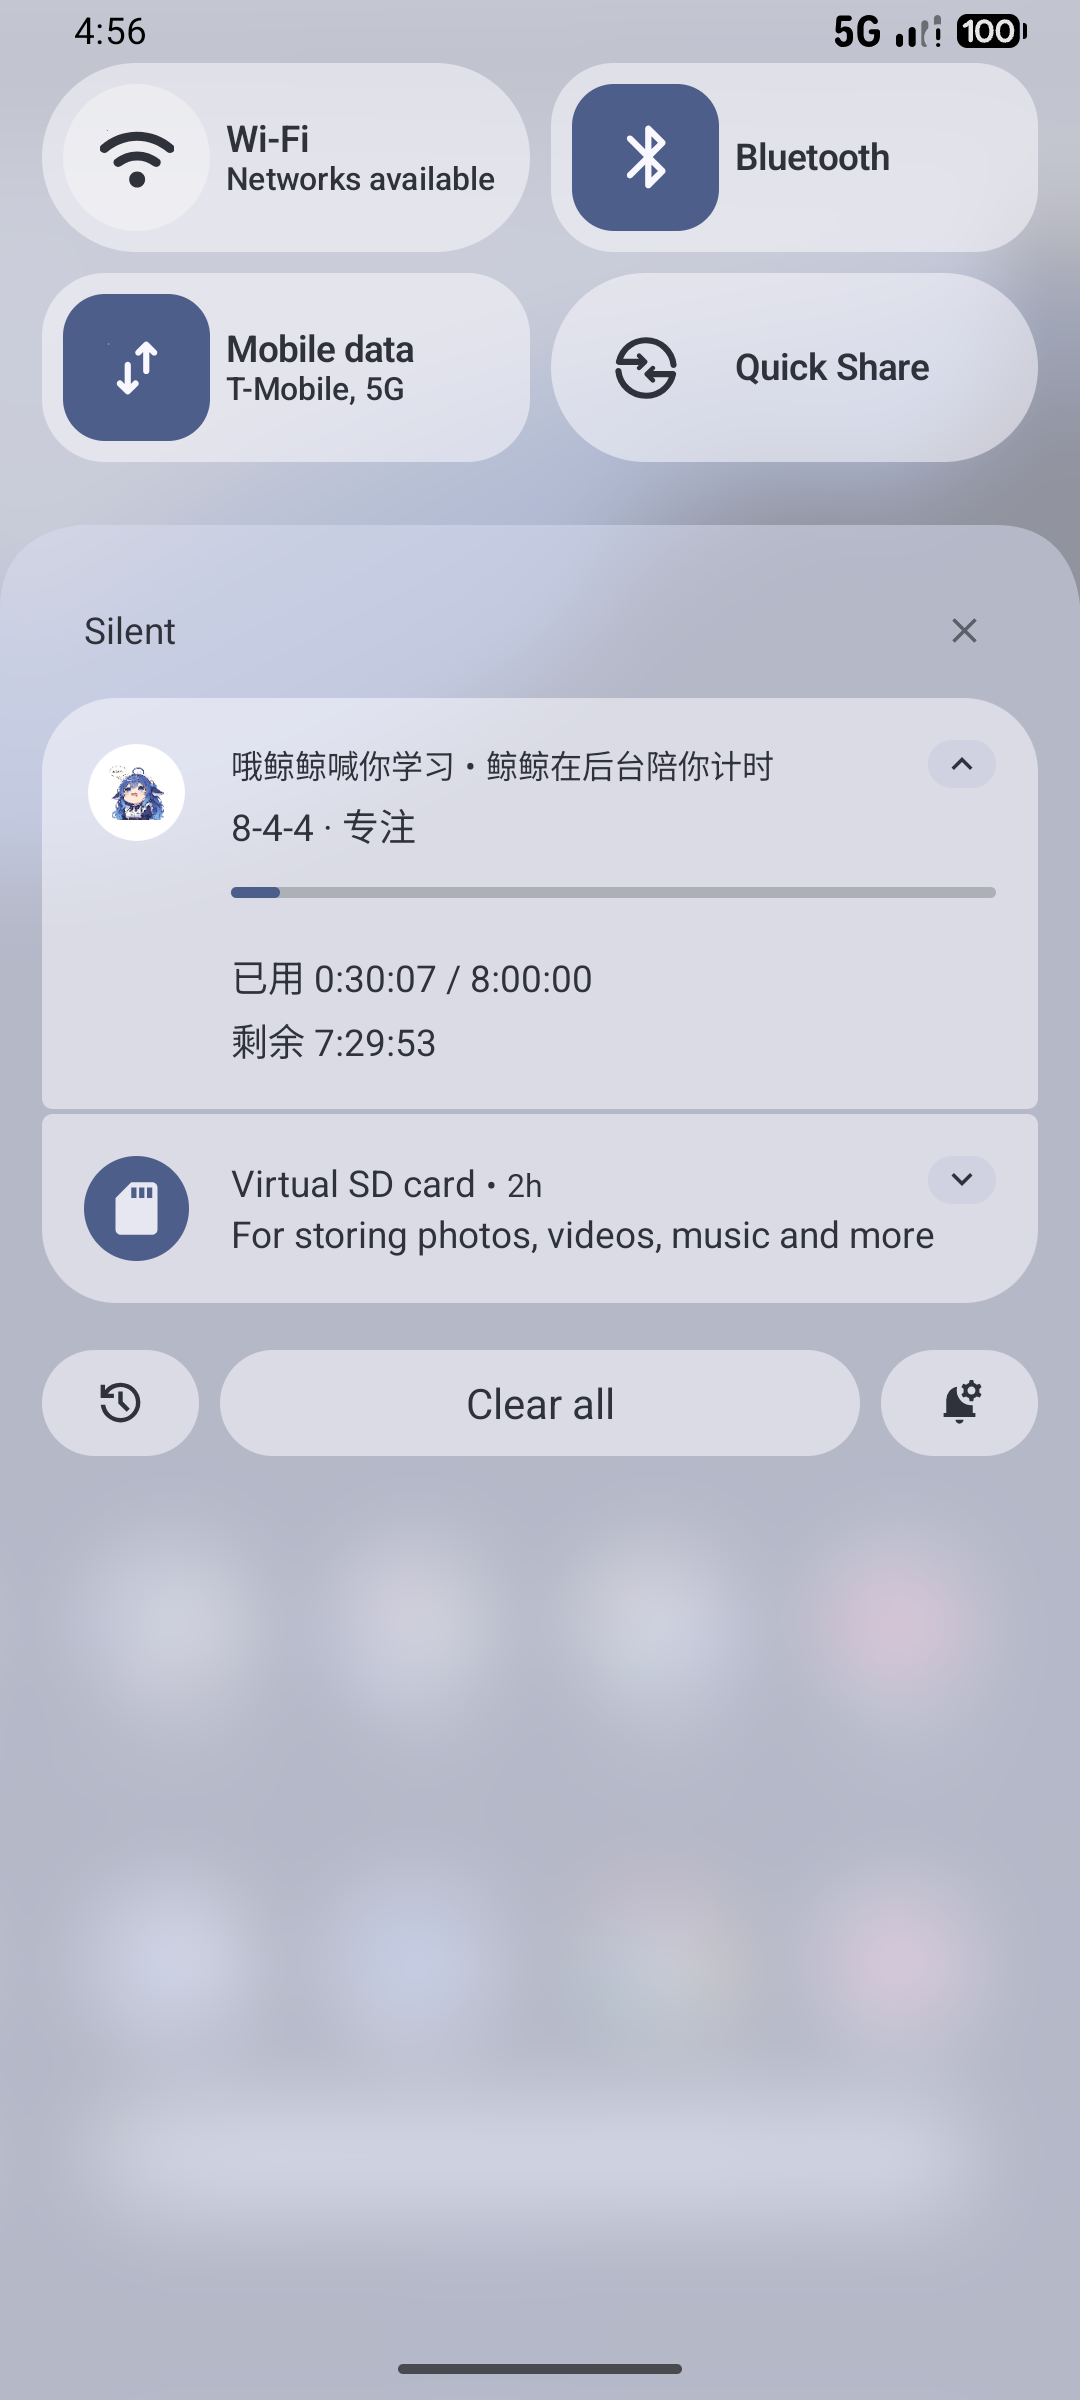 4:56
5G
100
Wi-Fi
Networks available
Bluetooth
Mobile data
T-Mobile, 5G
Quick Share
Silent
哦鲸鲸喊你学习 • 鲸鲸在后台陪你计时
8-4-4 · 专注
已用 0:30:07 / 8:00:00
剩余 7:29:53
Virtual SD card • 2h
For storing photos, videos, music and more
Clear all